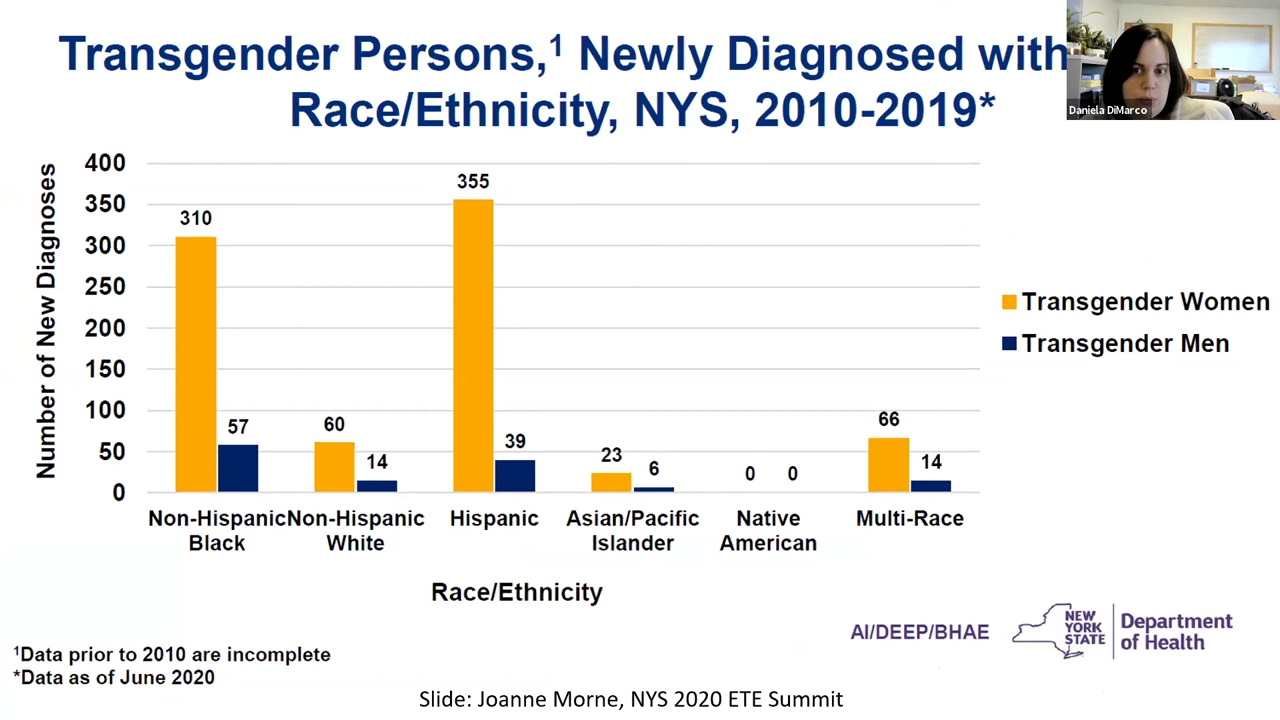 Transgender Persons,¹ Newly Diagnosed with
Race/Ethnicity, NYS, 2010-2019*
Daniela DiMarco
Number of New Diagnoses
400
350
300
250
200
150
100
50
0
310
57
60
14
355
39
23
6
0
0
66
14
Non-Hispanic Black
Non-Hispanic White
Hispanic
Asian/Pacific Islander
Native American
Multi-Race
Race/Ethnicity
Transgender Women
Transgender Men
AI/DEEP/BHAE
NEW YORK STATE
Department of Health
¹Data prior to 2010 are incomplete
*Data as of June 2020
Slide: Joanne Morne, NYS 2020 ETE Summit